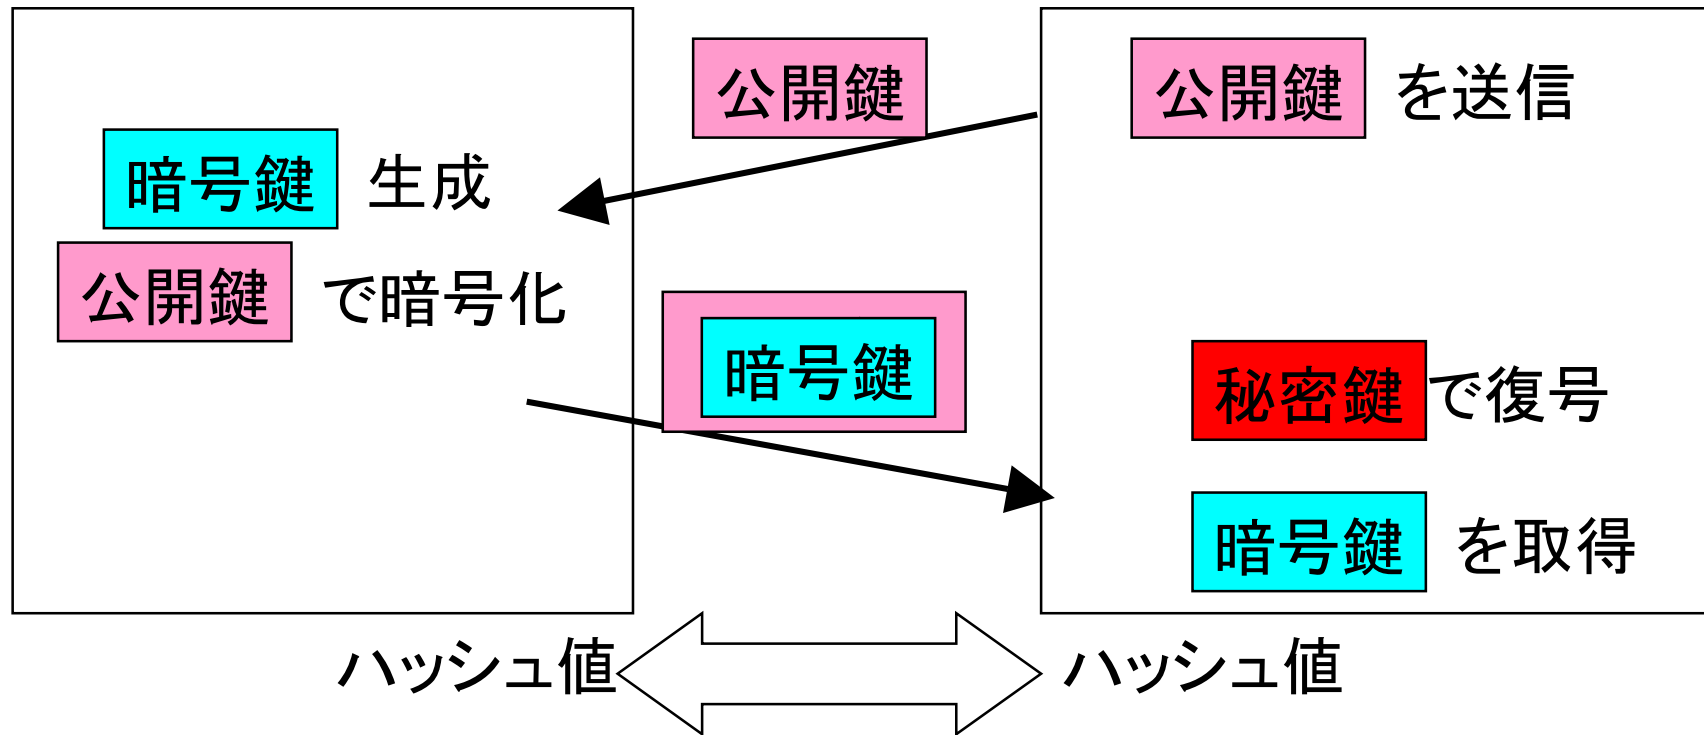 公開鍵
公開鍵 を送信
暗号鍵 生成
公開鍵 で暗号化
暗号鍵
秘密鍵で復号
暗号鍵 を取得
ハッシュ値
ハッシュ値